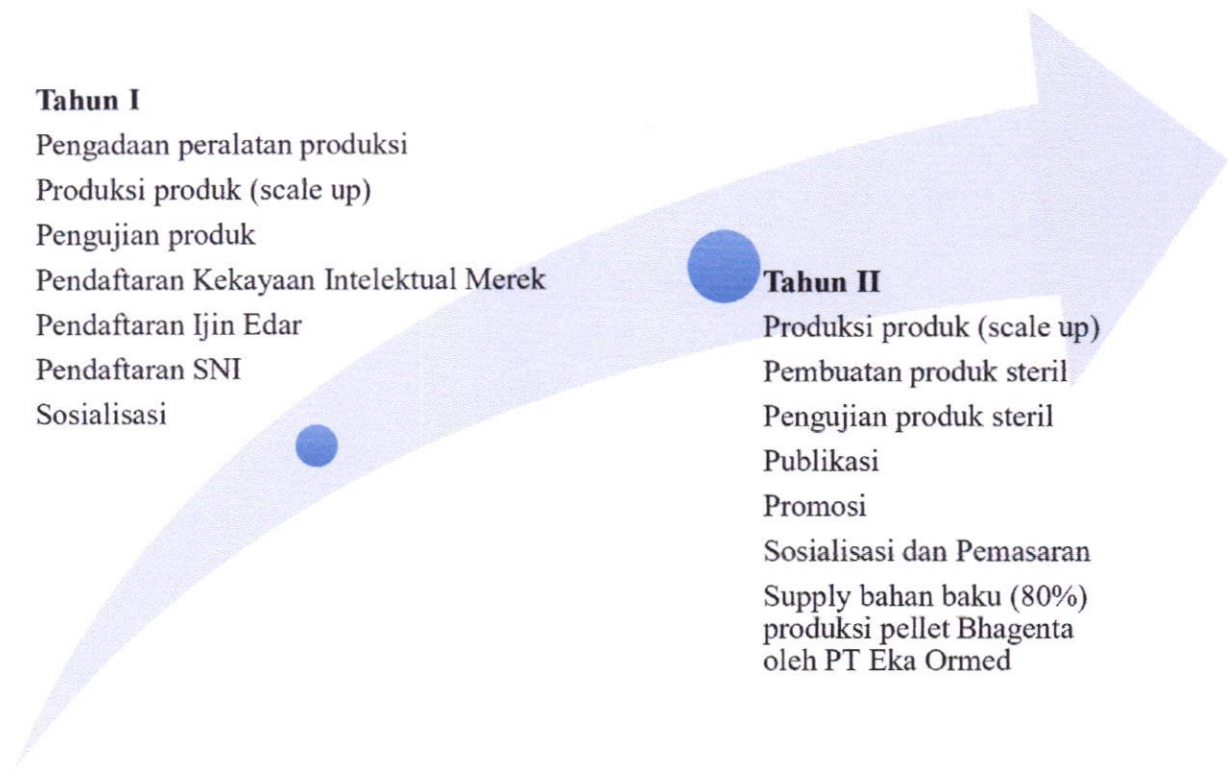 Tahun I
Pengadaan peralatan produksi
Produksi produk (scale up)
Pengujian produk
Pendaftaran Kekayaan Intelektual Merek
Pendaftaran Ijin Edar
Pendaftaran SNI
Sosialisasi
Tahun II
Produksi produk (scale up)
Pembuatan produk steril
Pengujian produk steril
Publikasi
Promosi
Sosialisasi dan Pemasaran
Supply bahan baku (80%)
produksi pellet Bhagenta
oleh PT Eka Ormed